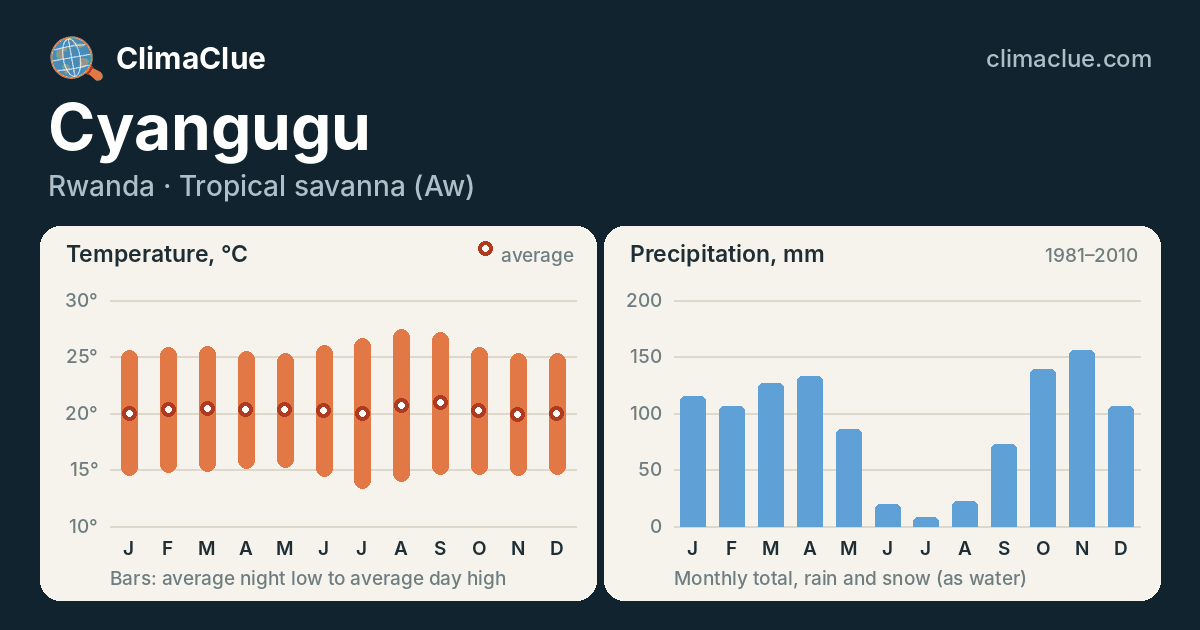 ClimaClue
climaclue.com
Cyangugu
Rwanda · Tropical savanna (Aw)
Temperature, °C
average
30°
25°
20°
15°
10°
J F M A M J J A S O N D
Bars: average night low to average day high
Precipitation, mm
1981–2010
200
150
100
50
0
J F M A M J J A S O N D
Monthly total, rain and snow (as water)